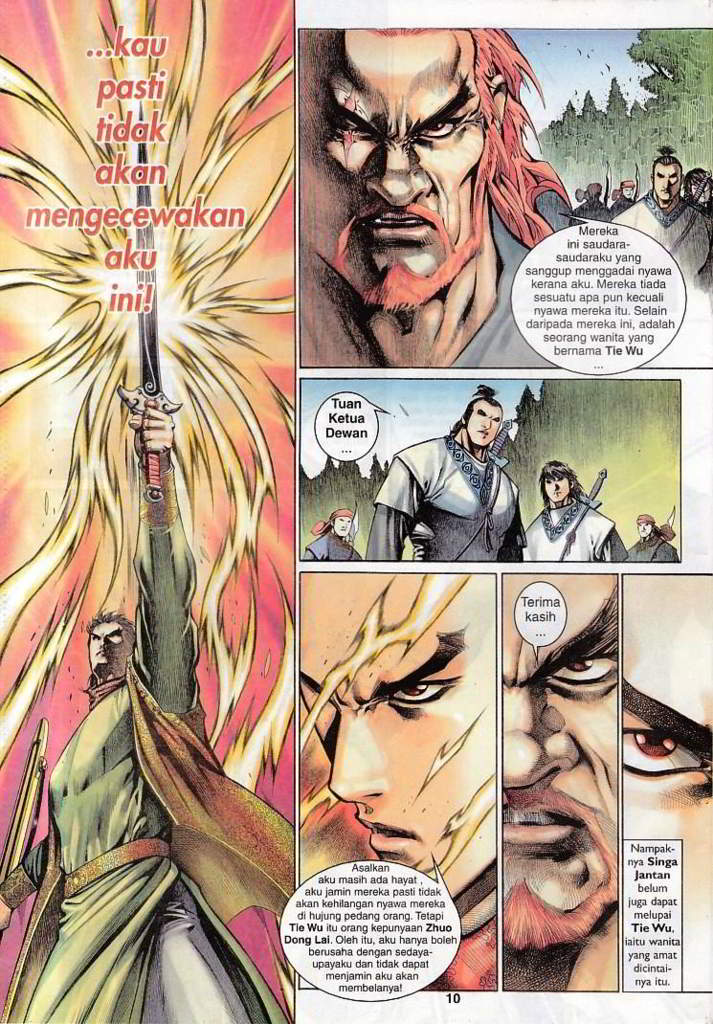 ...kau
pasti
tidak
akan
mengecewakan
aku
ini!
Mereka
ini saudara-
saudaraku yang
sanggup menggadai nyawa
kerana aku. Mereka tiada
sesuatu apa pun kecuali
nyawa mereka itu. Selain
daripada mereka ini, adalah
seorang wanita yang
bernama Tie Wu
...
Tuan
Ketua
Dewan
...
Asalkan
aku masih ada hayat ,
aku jamin mereka pasti tidak
akan kehilangan nyawa mereka
di hujung pedang orang. Tetapi
Tie Wu itu orang kepunyaan Zhuo
Dong Lai. Oleh itu, aku hanya boleh
berusaha dengan sedaya-
upayaku dan tidak dapat
menjamin aku akan
membelanya!
Terima
kasih
...
Nampak-
nya Singa
Jantan
belum
juga dapat
melupai
Tie Wu,
iaitu wanita
yang amat
dicintai-
nya itu.
10